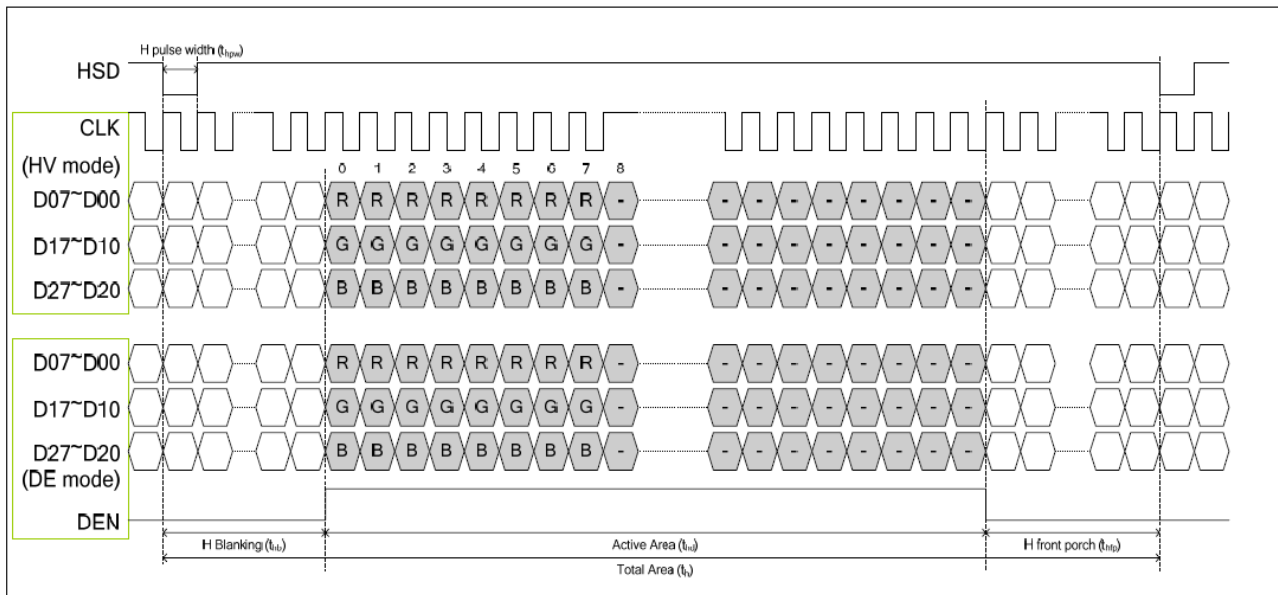 H pulse width (thpw)
HSD
CLK
(HV mode)
0 1 2 3 4 5 6 7 8
D07~D00 R R R R R R R R - - - - - - - - -
D17~D10 G G G G G G G G - - - - - - - - -
D27~D20 B B B B B B B B - - - - - - - - -
D07~D00 R R R R R R R R - - - - - - - - -
D17~D10 G G G G G G G G - - - - - - - - -
D27~D20 B B B B B B B B - - - - - - - - -
(DE mode)
DEN
H Blanking (thb) Active Area (thd) H front porch (thfp)
Total Area (th)